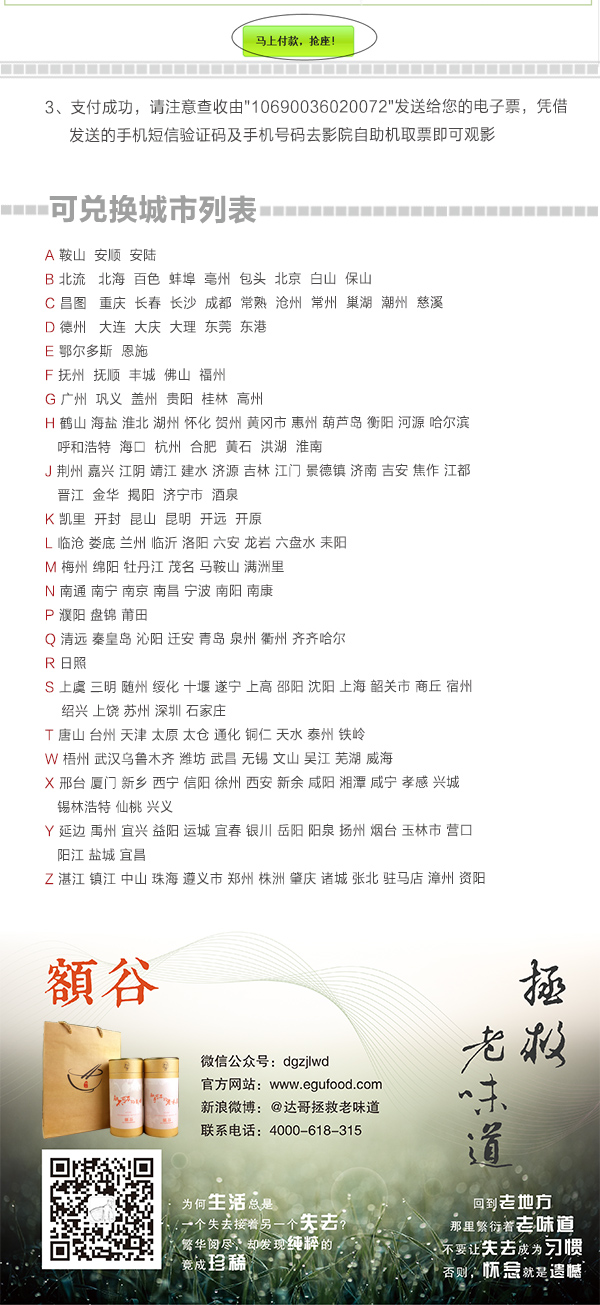 马上付款，抢座！
3、支付成功，请注意查收由"10690036020072"发送给您的电子票，凭借
发送的手机短信验证码及手机号码去影院自助机取票即可观影
可兑换城市列表
A 鞍山 安顺 安陆
B 北流 北海 百色 蚌埠 亳州 包头 北京 白山 保山
C 昌图 重庆 长春 长沙 成都 常熟 沧州 常州 巢湖 潮州 慈溪
D 德州 大连 大庆 大理 东莞 东港
E 鄂尔多斯 恩施
F 抚州 抚顺 丰城 佛山 福州
G 广州 巩义 盖州 贵阳 桂林 高州
H 鹤山 海盐 淮北 湖州 怀化 贺州 黄冈市 惠州 葫芦岛 衡阳 河源 哈尔滨
呼和浩特 海口 杭州 合肥 黄石 洪湖 淮南
J 荆州 嘉兴 江阴 靖江 建水 济源 吉林 江门 景德镇 济南 吉安 焦作 江都
晋江 金华 揭阳 济宁市 酒泉
K 凯里 开封 昆山 昆明 开远 开原
L 临沧 娄底 兰州 临沂 洛阳 六安 龙岩 六盘水 耒阳
M 梅州 绵阳 牡丹江 茂名 马鞍山 满洲里
N 南通 南宁 南京 南昌 宁波 南阳 南康
P 濮阳 盘锦 莆田
Q 清远 秦皇岛 沁阳 迁安 青岛 泉州 衢州 齐齐哈尔
R 日照
S 上虞 三明 随州 绥化 十堰 遂宁 上高 邵阳 沈阳 上海 韶关市 商丘 宿州
绍兴 上饶 苏州 深圳 石家庄
T 唐山 台州 天津 太原 太仓 通化 铜仁 天水 泰州 铁岭
W 梧州 武汉乌鲁木齐 潍坊 武昌 无锡 文山 吴江 芜湖 威海
X 邢台 厦门 新乡 西宁 信阳 徐州 西安 新余 咸阳 湘潭 咸宁 孝感 兴城
锡林浩特 仙桃 兴义
Y 延边 禹州 宜兴 益阳 运城 宜春 银川 岳阳 阳泉 扬州 烟台 玉林市 营口
阳江 盐城 宜昌
Z 湛江 镇江 中山 珠海 遵义市 郑州 株洲 肇庆 诸城 张北 驻马店 漳州 资阳
額谷
拯救
老味道
微信公众号：dgzjlwd
官方网站：www.egufood.com
新浪微博：@达哥拯救老味道
联系电话：4000-618-315
为何生活总是
一个失去接着另一个失去？
繁华阅尽，却发现纯粹的
竟成珍稀
回到老地方
那里繁衍着老味道
不要让失去成为习惯
否则，怀念就是遗憾